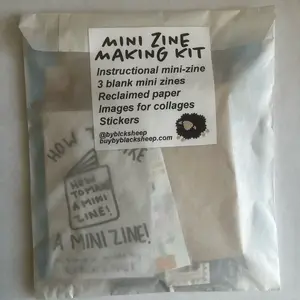 MINI ZINE
MAKING KIT
Instructional mini-zine
3 blank mini zines
Reclaimed paper
Images for collages
Stickers
@byblcksheep
buybyblacksheep.com
HOW TO MAKE
HOW
TO MAKE
A MINI
ZINE!
A MINI ZINE!